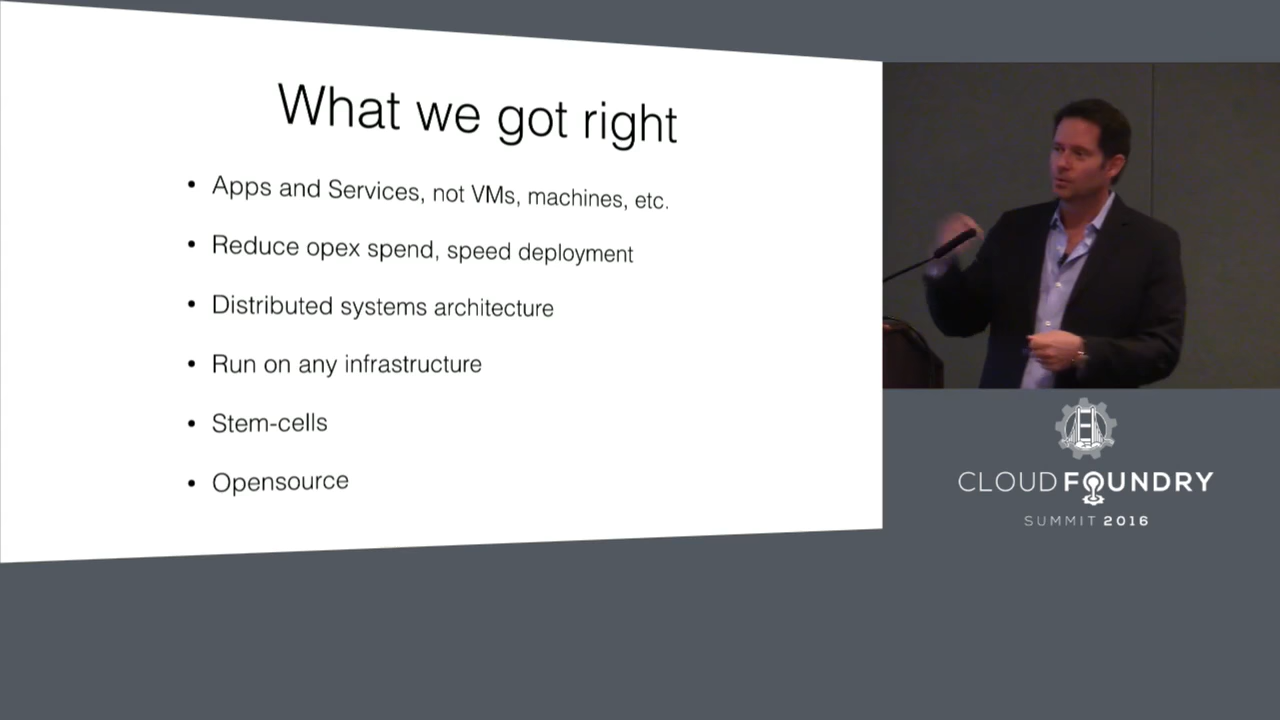 What we got right
• Apps and Services, not VMs, machines, etc.
• Reduce opex spend, speed deployment
• Distributed systems architecture
• Run on any infrastructure
• Stem-cells
• Opensource
CLOUD FOUNDRY
SUMMIT 2016